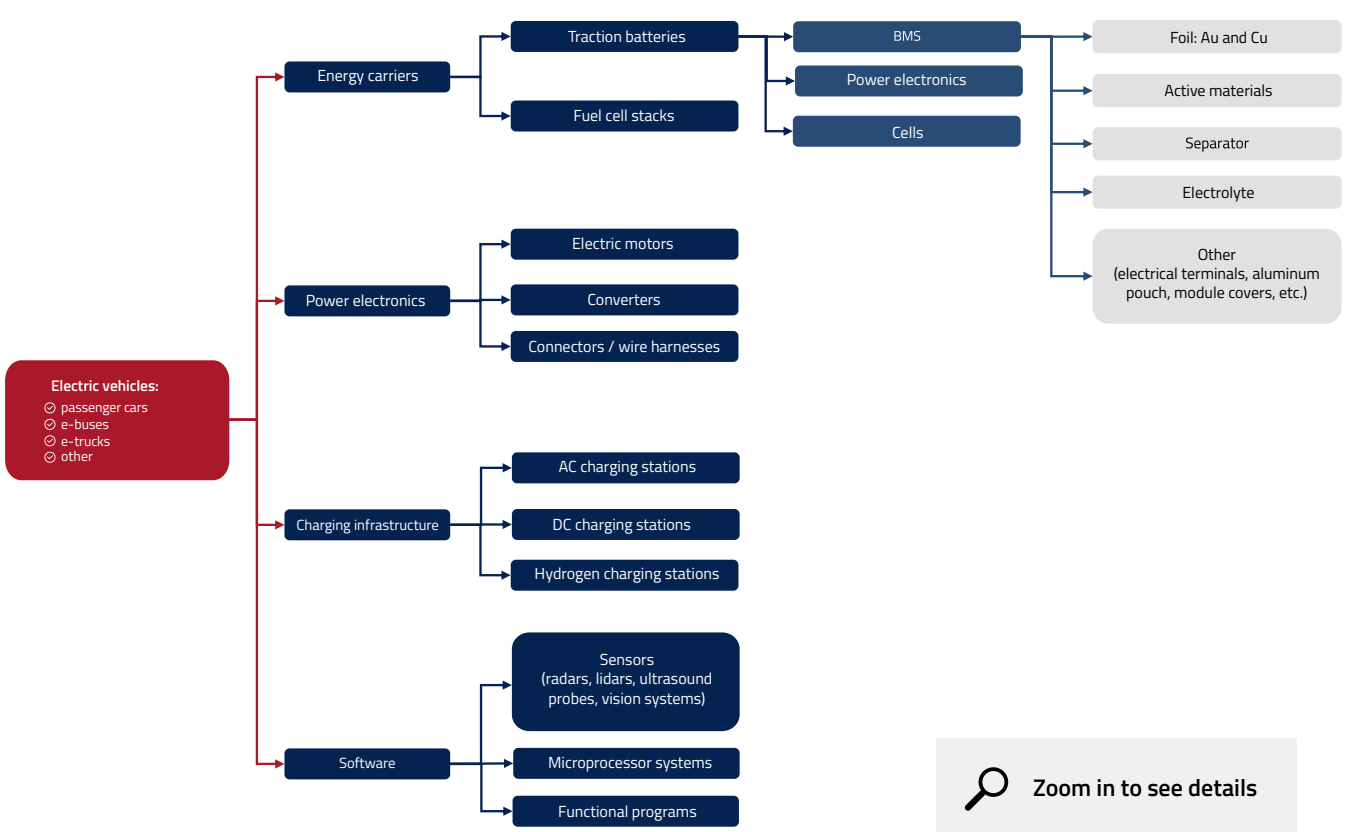 Electric vehicles:
passenger cars
e-buses
e-trucks
other
Energy carriers
Traction batteries
Fuel cell stacks
BMS
Power electronics
Cells
Foil: Au and Cu
Active materials
Separator
Electrolyte
Other
(electrical terminals, aluminum
pouch, module covers, etc.)
Power electronics
Electric motors
Converters
Connectors / wire harnesses
Charging infrastructure
AC charging stations
DC charging stations
Hydrogen charging stations
Software
Sensors
(radars, lidars, ultrasound
probes, vision systems)
Microprocessor systems
Functional programs
Zoom in to see details